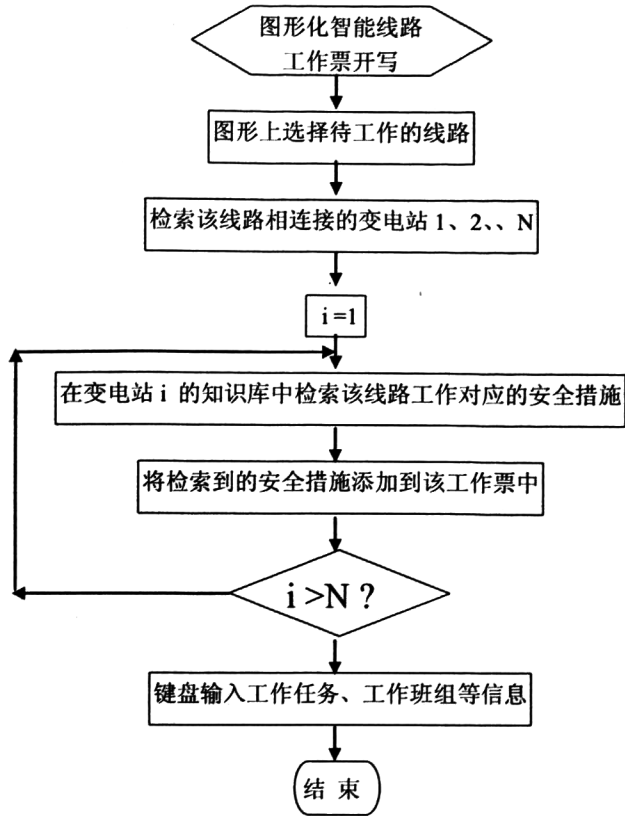 图形化智能线路
工作票开写
图形上选择待工作的线路
检索该线路相连接的变电站 1、2、、N
i=1
在变电站 i 的知识库中检索该线路工作对应的安全措施
将检索到的安全措施添加到该工作票中
i >N ?
键盘输入工作任务、工作班组等信息
结 束